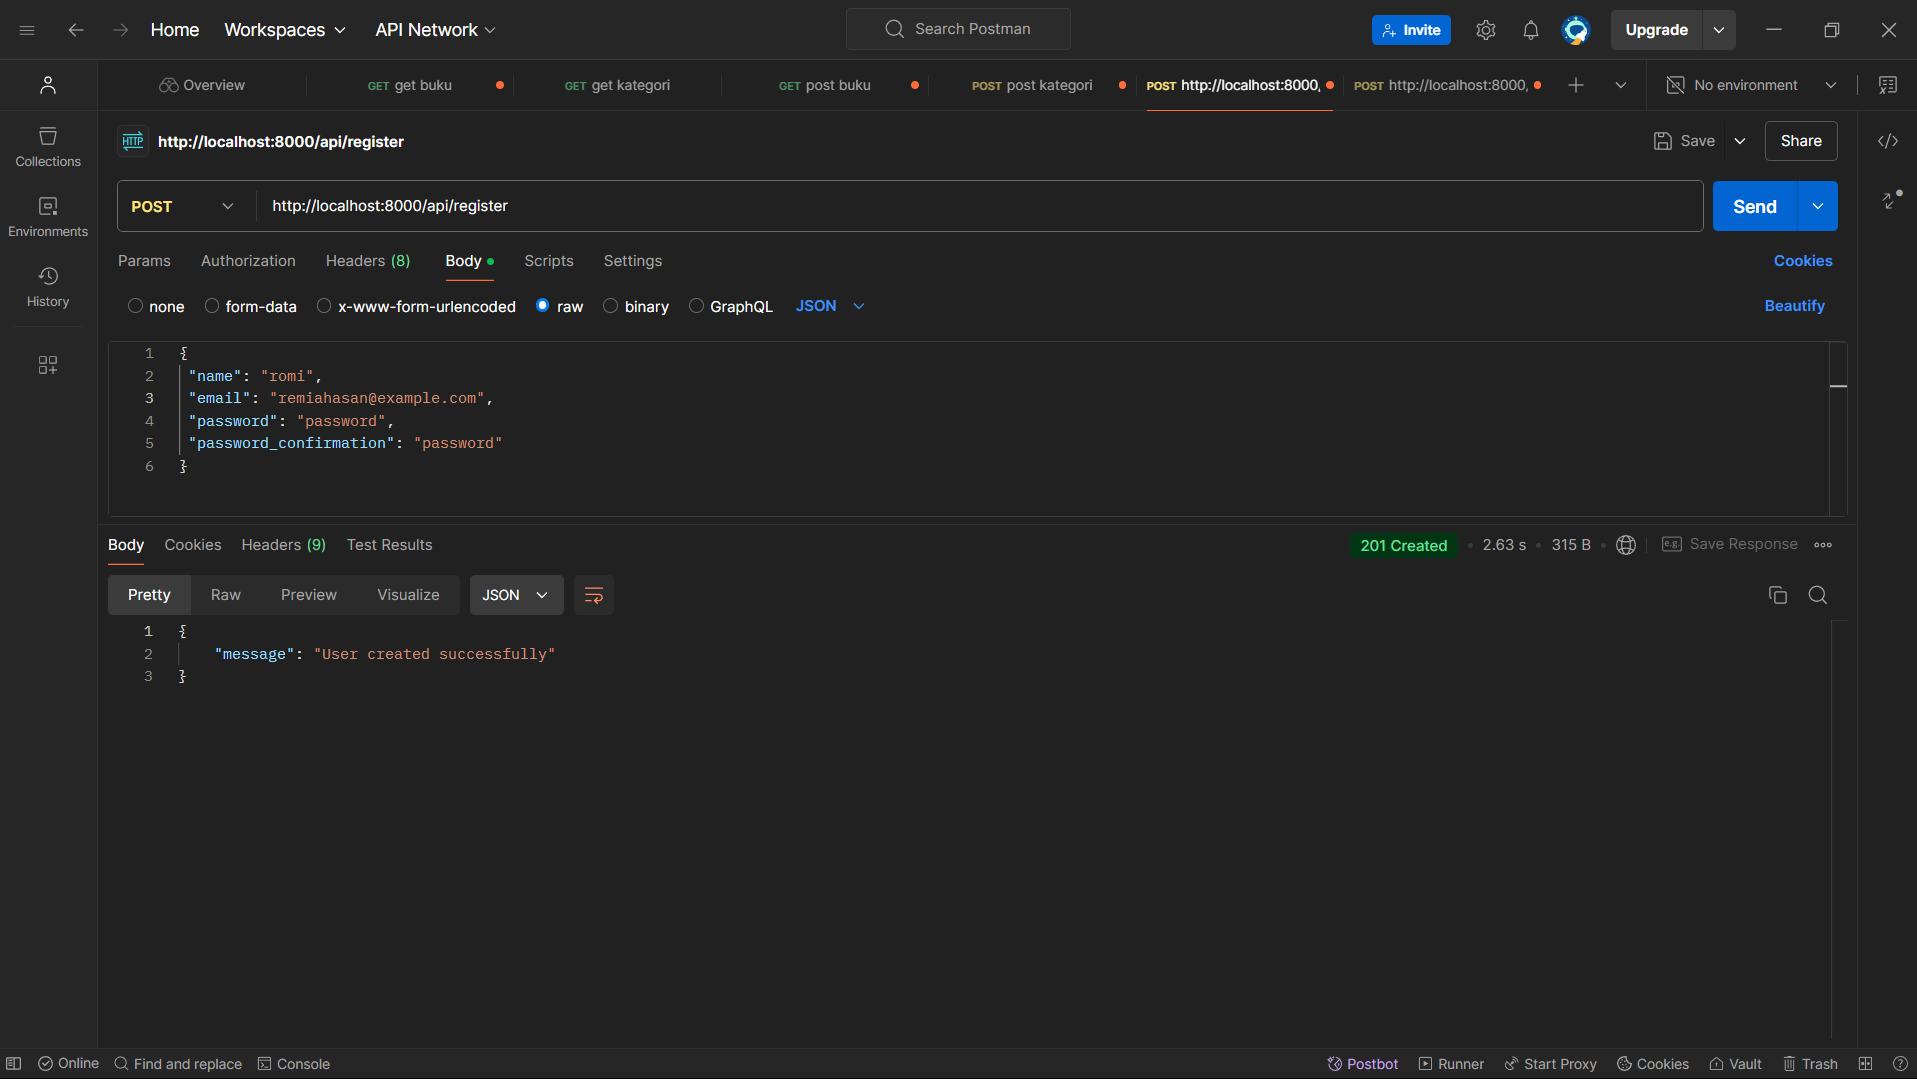 Home
Workspaces
API Network
Search Postman
Invite
Upgrade
Overview
GET get buku
GET get kategori
GET post buku
POST post kategori
POST http://localhost:8000,
POST http://localhost:8000,
No environment
Collections
Environments
History
HTTP http://localhost:8000/api/register
Save
Share
POST
http://localhost:8000/api/register
Send
Params
Authorization
Headers (8)
Body
Scripts
Settings
Cookies
none
form-data
x-www-form-urlencoded
raw
binary
GraphQL
JSON
Beautify
1 {
2 "name": "romi",
3 "email": "remiahasan@example.com",
4 "password": "password",
5 "password_confirmation": "password"
6 }
Body
Cookies
Headers (9)
Test Results
201 Created
2.63 s
315 B
e.g. Save Response
Pretty
Raw
Preview
Visualize
JSON
1 {
2 "message": "User created successfully"
3 }
Online
Find and replace
Console
Postbot
Runner
Start Proxy
Cookies
Vault
Trash